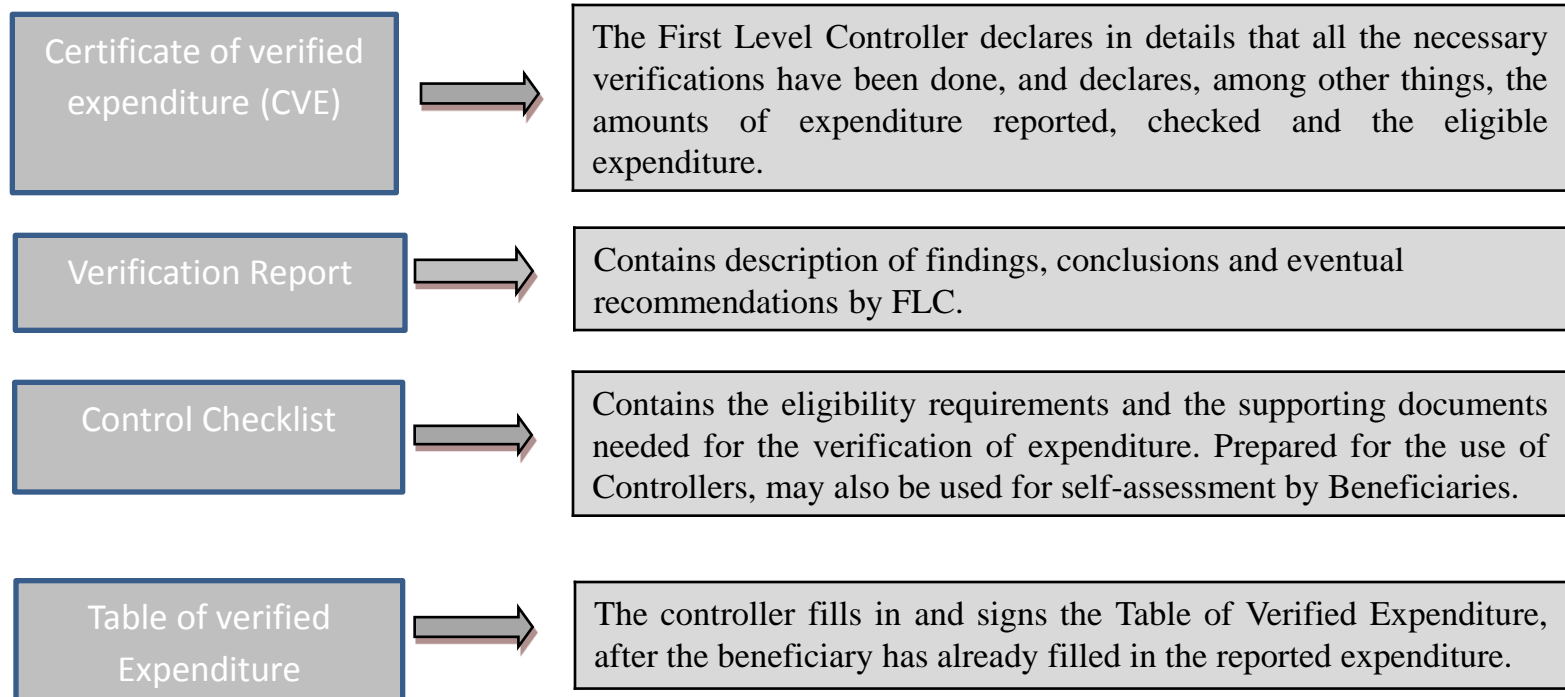 Certificate of verified
expenditure (CVE)
The First Level Controller declares in details that all the necessary
verifications have been done, and declares, among other things, the
amounts of expenditure reported, checked and the eligible
expenditure.
Verification Report
Contains description of findings, conclusions and eventual
recommendations by FLC.
Control Checklist
Contains the eligibility requirements and the supporting documents
needed for the verification of expenditure. Prepared for the use of
Controllers, may also be used for self-assessment by Beneficiaries.
Table of verified
Expenditure
The controller fills in and signs the Table of Verified Expenditure,
after the beneficiary has already filled in the reported expenditure.